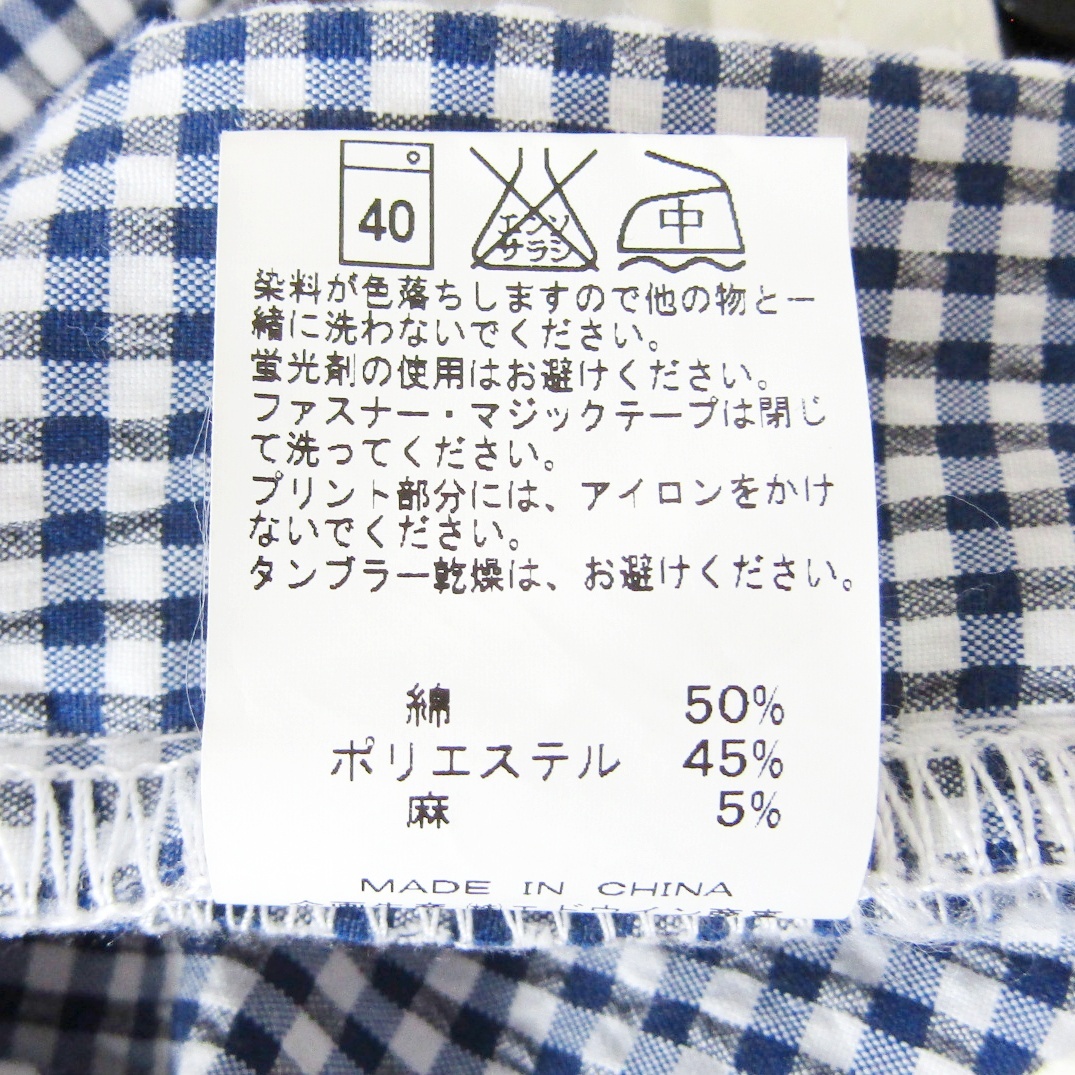 40
エンソ
サラシ
中
染料が色落ちしますので他の物と一
緒に洗わないでください。
蛍光剤の使用はお避けください。
ファスナー・マジックテープは閉じ
て洗ってください。
プリント部分には、アイロンをかけ
ないでください。
タンブラー乾燥は、お避けください。
綿 50%
ポリエステル 45%
麻 5%
MADE IN CHINA